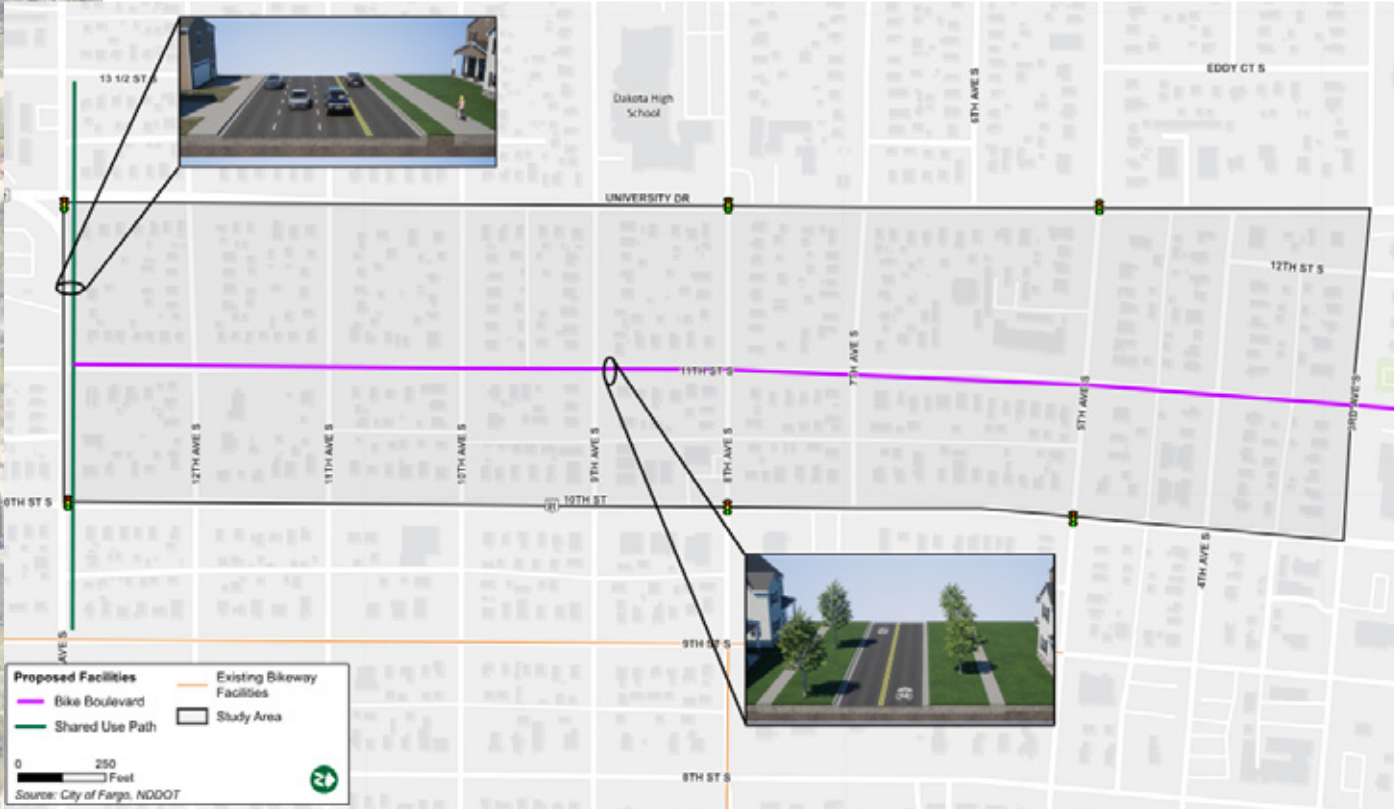 13 1/2 ST S
Dakota High
School
6TH AVE S
EDDY CT S
UNIVERSITY DR
12TH ST S
11TH ST S
7TH AVE S
5TH AVE S
3RD AVE S
12TH AVE S
11TH AVE S
10TH AVE S
9TH AVE S
8TH AVE S
0TH ST S
10TH ST
81
4TH AVE S
9TH ST S
8TH ST S
AVE S
Proposed Facilities
Bike Boulevard
Shared Use Path
Existing Bikeway
Facilities
Study Area
0 250
Feet
Source: City of Fargo, NDDOT
N